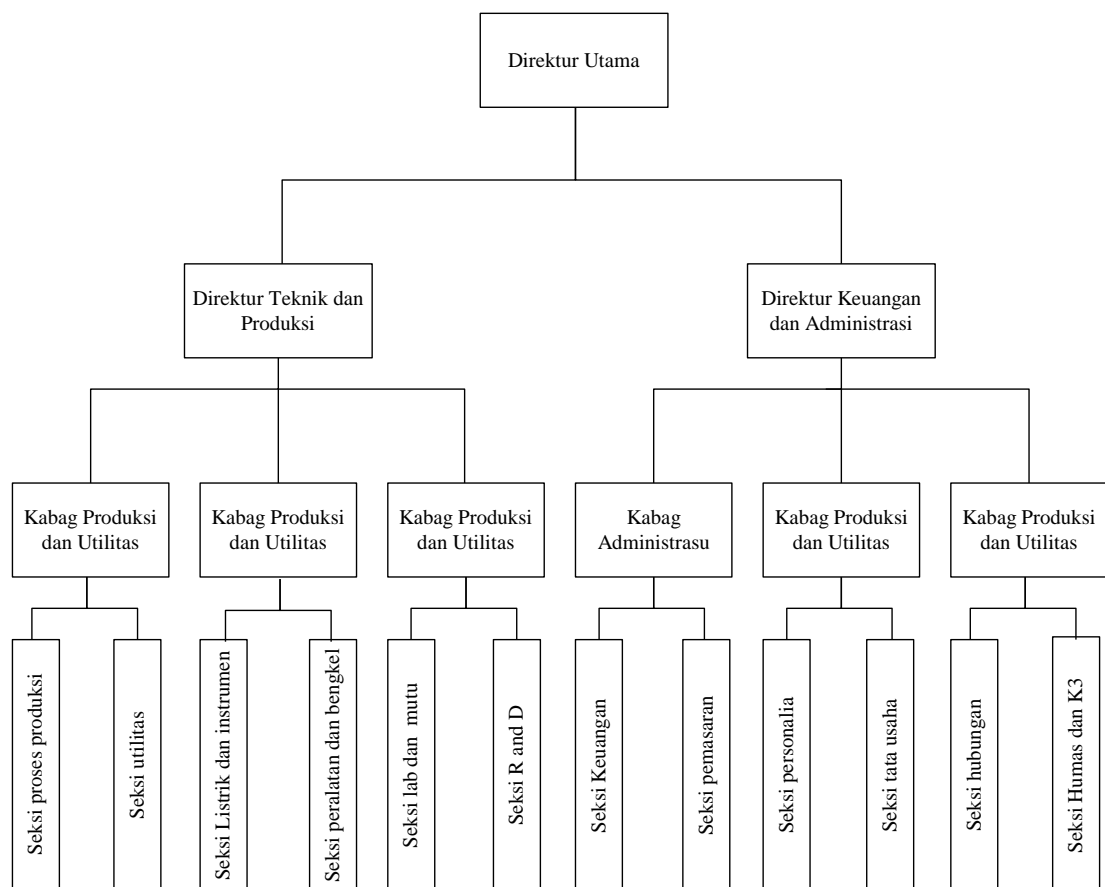 Direktur Utama
Direktur Teknik dan
Produksi
Direktur Keuangan
dan Administrasi
Kabag Produksi
dan Utilitas
Kabag Produksi
dan Utilitas
Kabag Produksi
dan Utilitas
Kabag
Administrasu
Kabag Produksi
dan Utilitas
Kabag Produksi
dan Utilitas
Seksi proses produksi
Seksi utilitas
Seksi Listrik dan instrumen
Seksi peralatan dan bengkel
Seksi lab dan mutu
Seksi R and D
Seksi Keuangan
Seksi pemasaran
Seksi personalia
Seksi tata usaha
Seksi hubungan
Seksi Humas dan K3